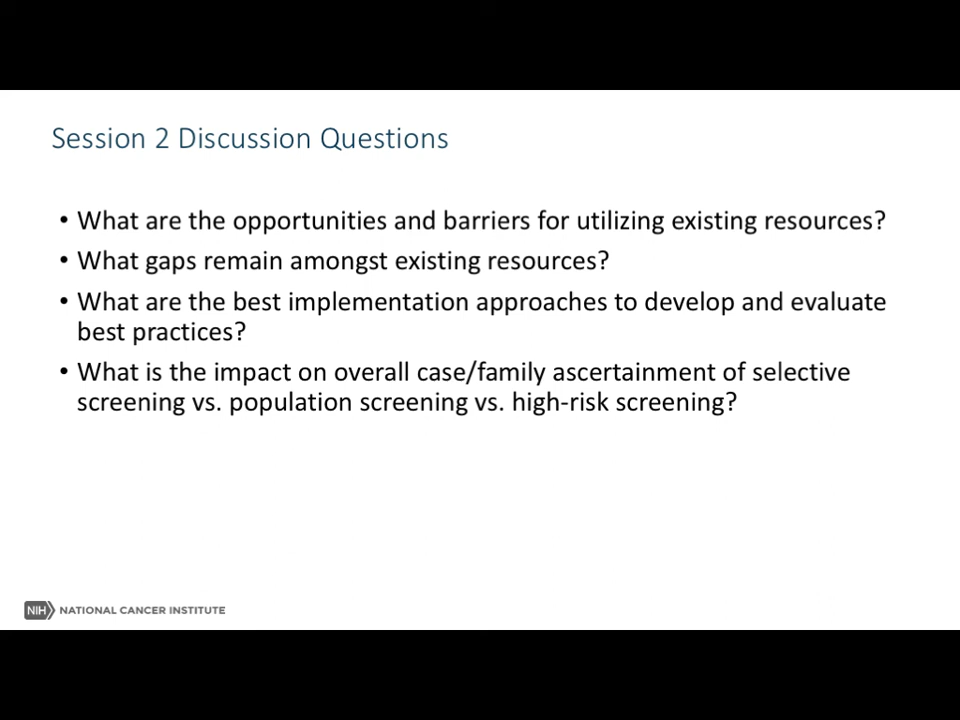 Session 2 Discussion Questions
• What are the opportunities and barriers for utilizing existing resources?
• What gaps remain amongst existing resources?
• What are the best implementation approaches to develop and evaluate
best practices?
• What is the impact on overall case/family ascertainment of selective
screening vs. population screening vs. high-risk screening?
NIH NATIONAL CANCER INSTITUTE